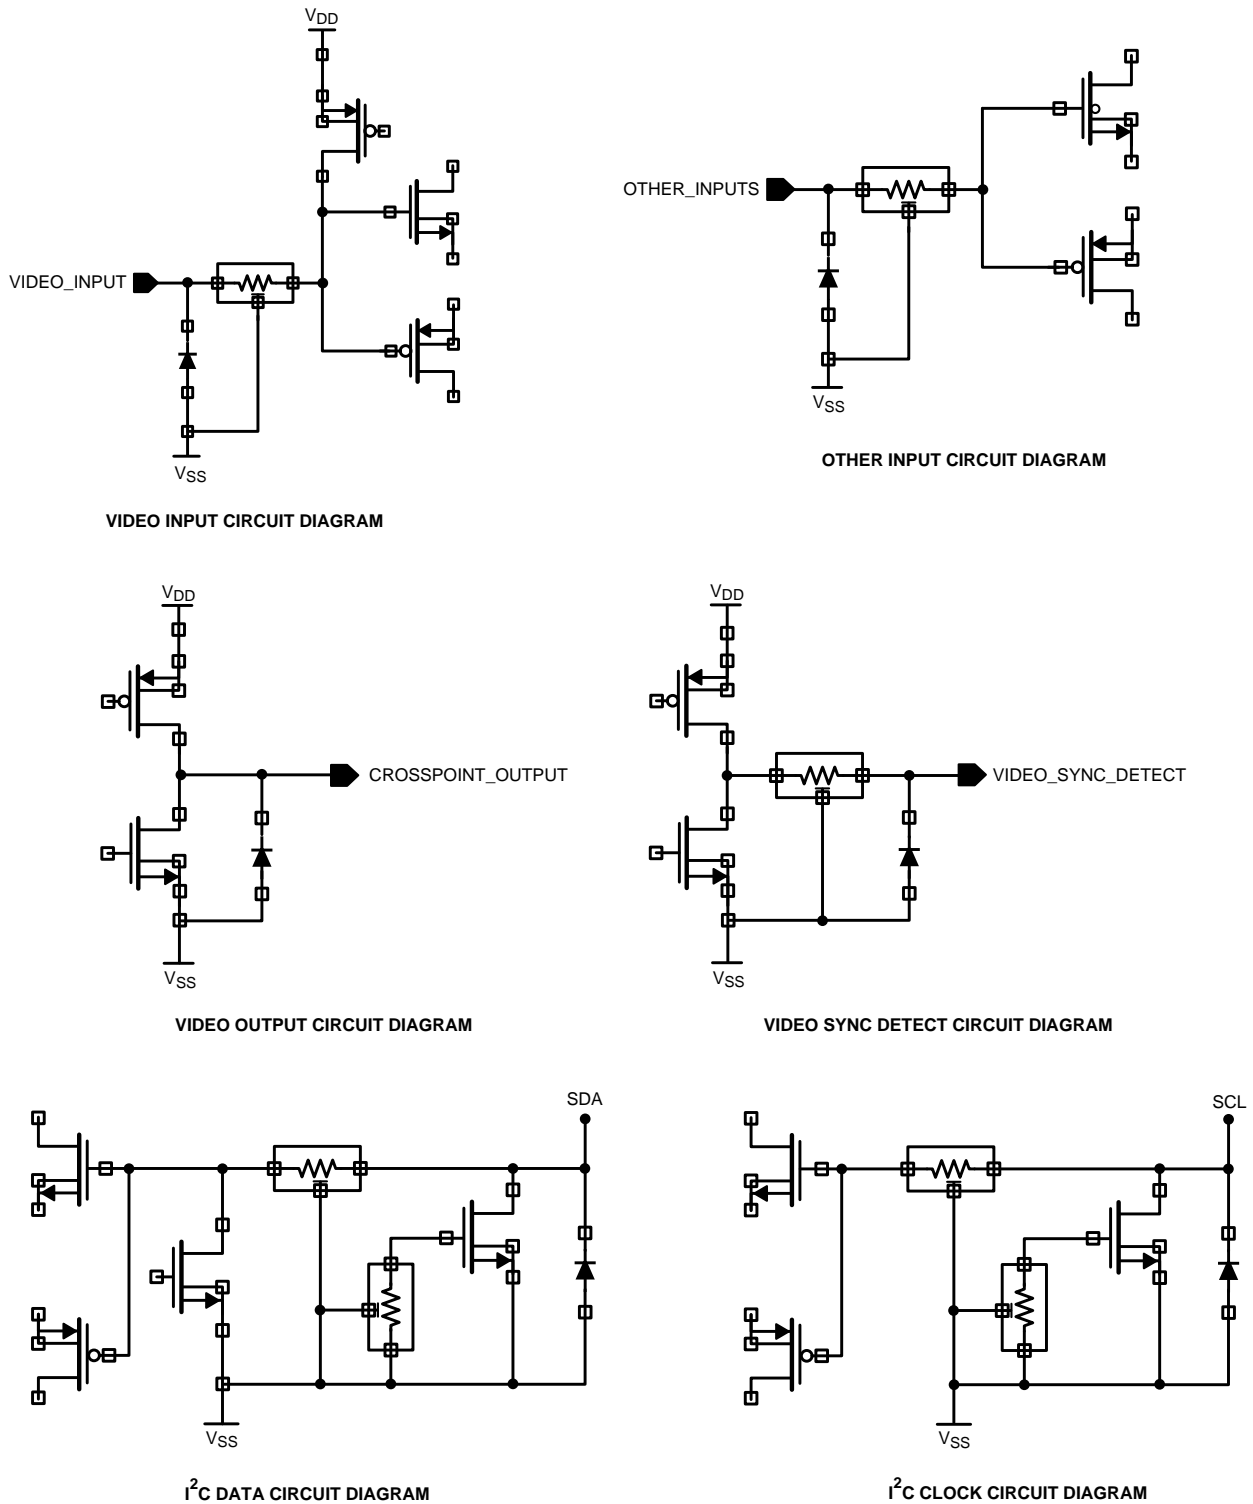 VDD
VIDEO_INPUT
VSS
VIDEO INPUT CIRCUIT DIAGRAM
OTHER_INPUTS
VSS
OTHER INPUT CIRCUIT DIAGRAM
VDD
CROSSPOINT_OUTPUT
VSS
VIDEO OUTPUT CIRCUIT DIAGRAM
VDD
VIDEO_SYNC_DETECT
VSS
VIDEO SYNC DETECT CIRCUIT DIAGRAM
SDA
VSS
I²C DATA CIRCUIT DIAGRAM
SCL
VSS
I²C CLOCK CIRCUIT DIAGRAM